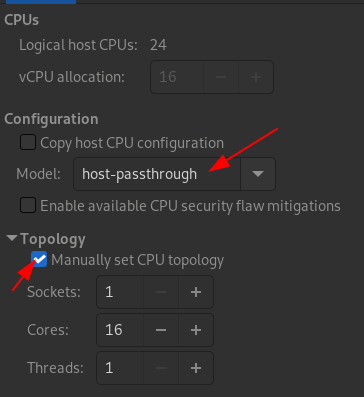 CPUs
Logical host CPUs: 24
vCPU allocation: 16
Configuration
Copy host CPU configuration
Model: host-passthrough
Enable available CPU security flaw mitigations
Topology
Manually set CPU topology
Sockets: 1
Cores: 16
Threads: 1